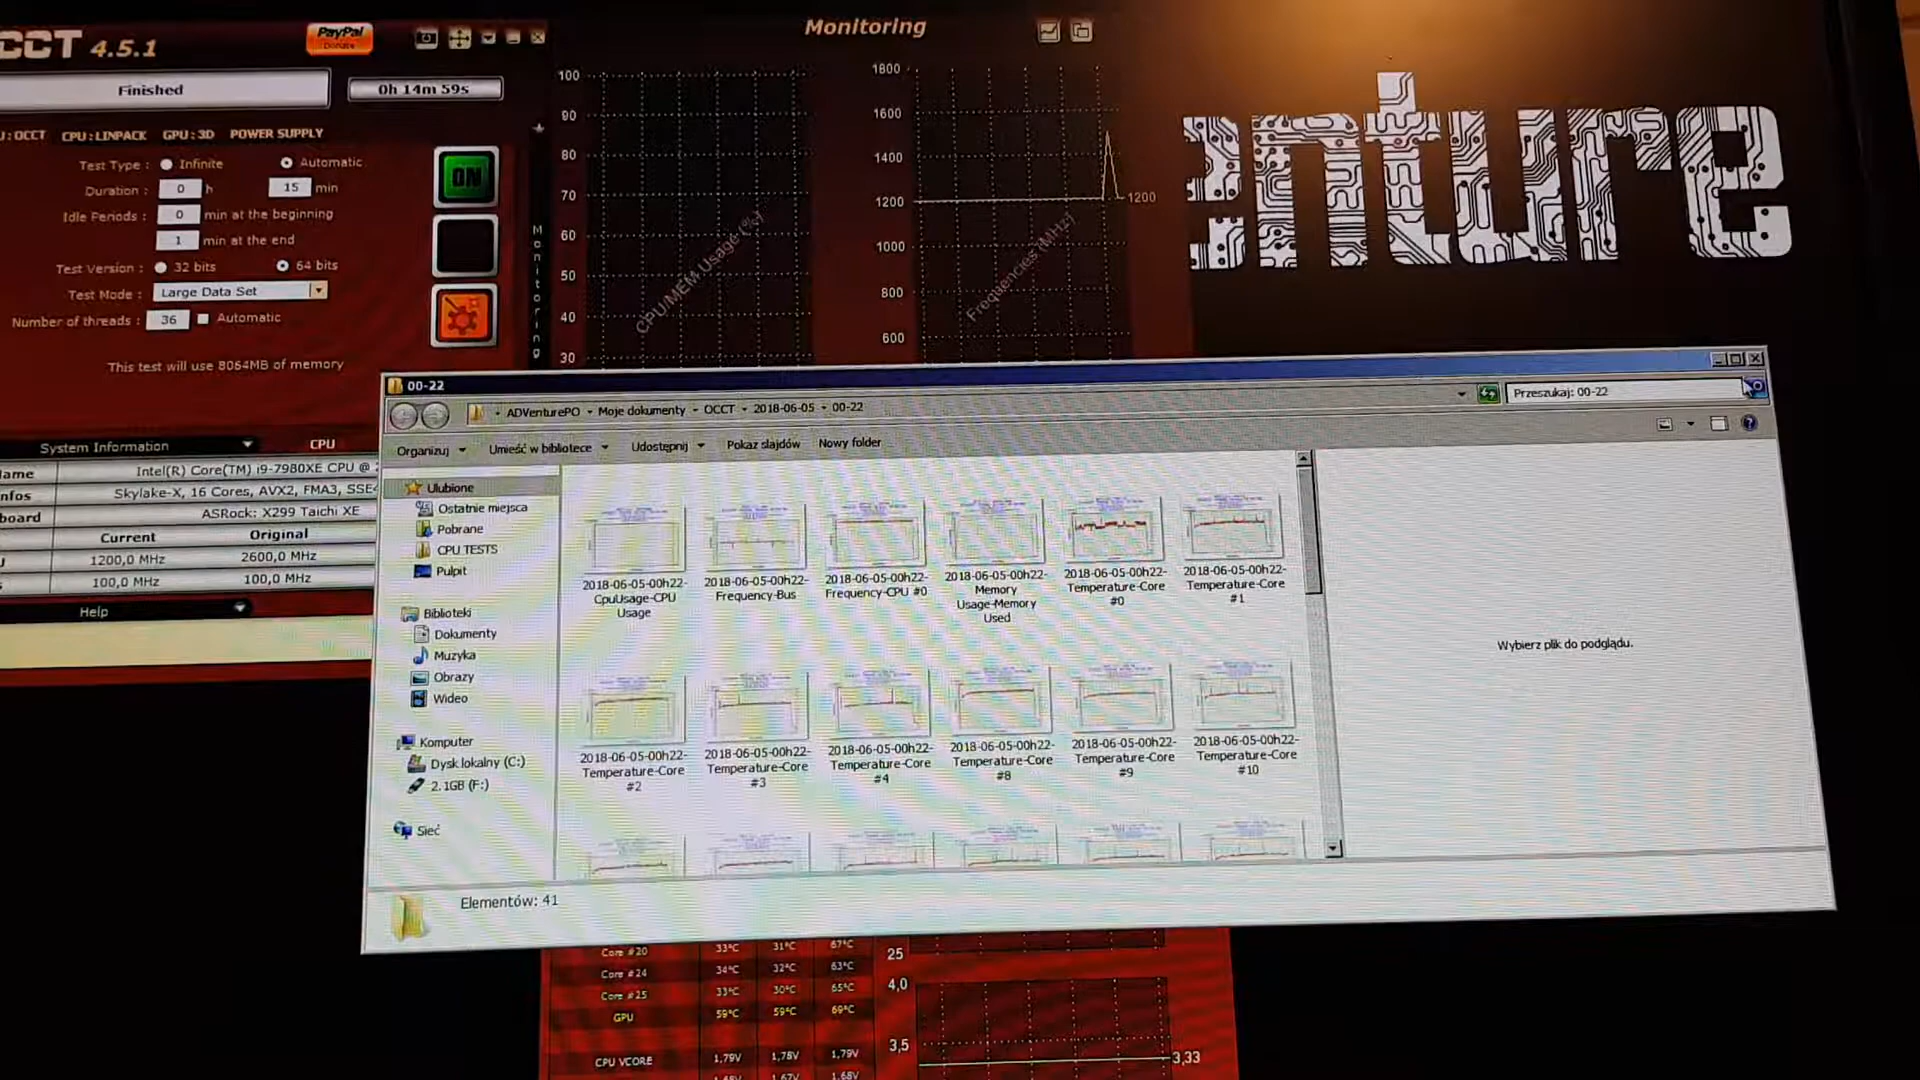 CCT 4.5.1
PayPal
Donate
Finished
0h 14m 59s
J:OCCT CPU:LINPACK GPU:3D POWER SUPPLY
Test Type : Infinite Automatic
Duration : 0 h 15 min
Idle Periods : 0 min at the beginning
1 min at the end
Test Version : 32 bits 64 bits
Test Mode : Large Data Set
Number of threads : 36 Automatic
This test will use 8064MB of memory
ON
Monitoring
Monitoring
100
90
80
70
60
50
40
30
CPU/MEM Usage (%)
1800
1600
1400
1200
1000
800
600
Frequencies (MHz)
1200
enture
System Information CPU
ame Intel(R) Core(TM) i9-7980XE CPU @ 2
nfos Skylake-X, 16 Cores, AVX2, FMA3, SSE4
board ASRock: X299 Taichi XE
Current Original
1200,0 MHz 2600,0 MHz
100,0 MHz 100,0 MHz
Help
00-22
ADVenturePO Moje dokumenty OCCT 2018-06-05 00-22
Przeszukaj: 00-22
Organizuj Umieść w bibliotece Udostępnij Pokaz slajdów Nowy folder
Ulubione
Ostatnie miejsca
Pobrane
CPU TESTS
Pulpit
Biblioteki
Dokumenty
Muzyka
Obrazy
Wideo
Komputer
Dysk lokalny (C:)
2.1GB (F:)
Sieć
2018-06-05-00h22-
CpuUsage-CPU
Usage
2018-06-05-00h22-
Frequency-Bus
2018-06-05-00h22-
Frequency-CPU #0
2018-06-05-00h22-
Memory
Usage-Memory
Used
2018-06-05-00h22-
Temperature-Core
#0
2018-06-05-00h22-
Temperature-Core
#1
2018-06-05-00h22-
Temperature-Core
#2
2018-06-05-00h22-
Temperature-Core
#3
2018-06-05-00h22-
Temperature-Core
#4
2018-06-05-00h22-
Temperature-Core
#8
2018-06-05-00h22-
Temperature-Core
#9
2018-06-05-00h22-
Temperature-Core
#10
Wybierz plik do podglądu.
Elementów: 41
Core #20 33°C 31°C 67°C
Core #24 34°C 32°C 63°C
Core #25 33°C 30°C 65°C
GPU 59°C 59°C 69°C
CPU VCORE 1,79V 1,78V 1,79V
1,67V 1,68V
25
4,0
3,5
3,33